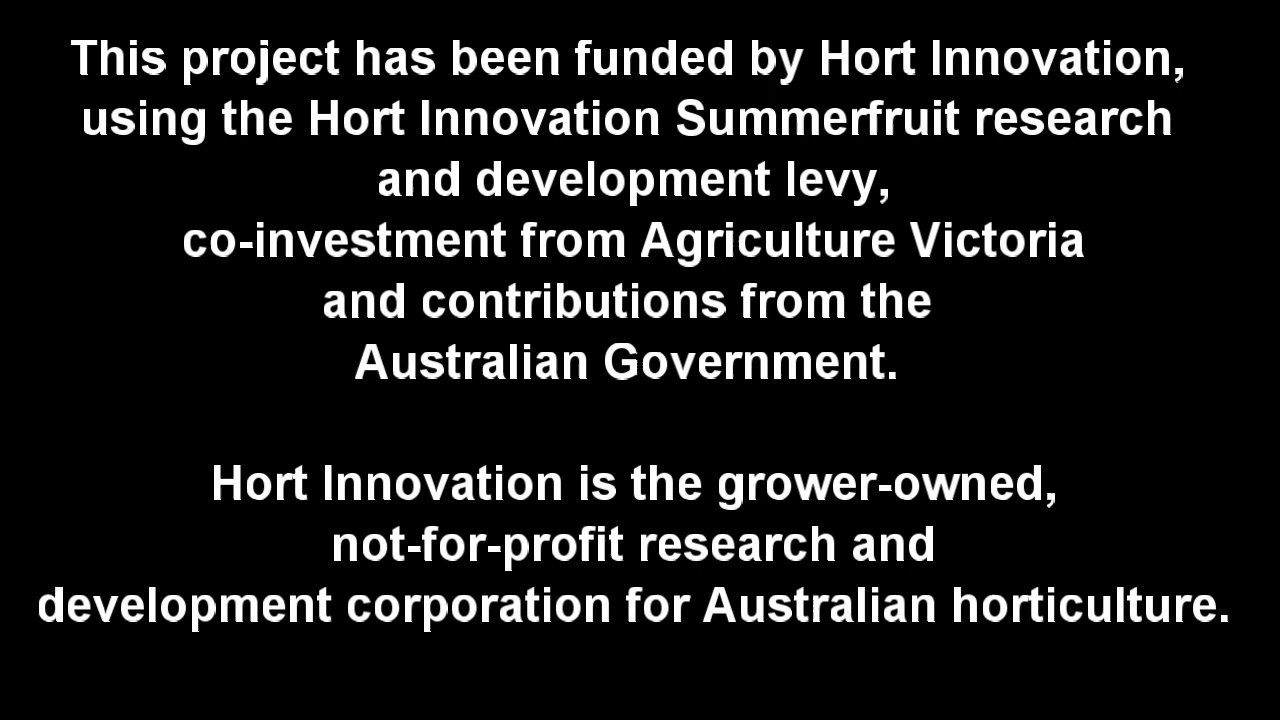 This project has been funded by Hort Innovation,
using the Hort Innovation Summerfruit research
and development levy,
co-investment from Agriculture Victoria
and contributions from the
Australian Government.
Hort Innovation is the grower-owned,
not-for-profit research and
development corporation for Australian horticulture.